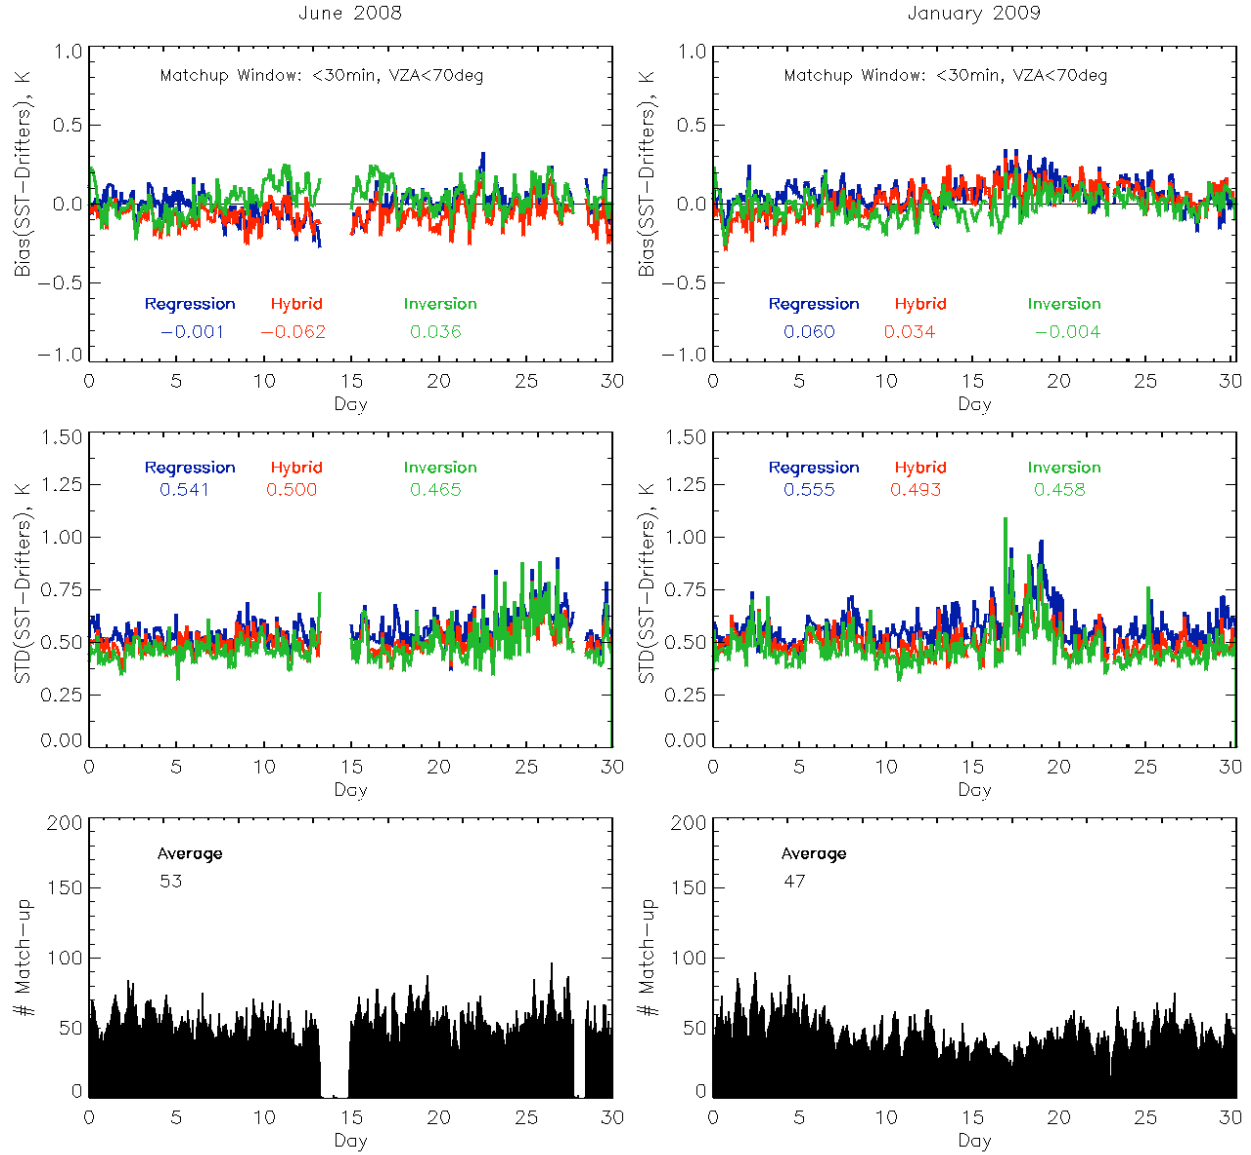 June 2008
January 2009
Matchup Window: <30min, VZA<70deg
Bias(SST-Drifters), K
1.0
0.5
0.0
-0.5
-1.0
Regression Hybrid Inversion
-0.001 -0.062 0.036
0 5 10 15 20 25 30
Day
Matchup Window: <30min, VZA<70deg
Bias(SST-Drifters), K
1.0
0.5
0.0
-0.5
-1.0
Regression Hybrid Inversion
0.060 0.034 -0.004
0 5 10 15 20 25 30
Day
STD(SST-Drifters), K
1.50
1.25
1.00
0.75
0.50
0.25
0.00
Regression Hybrid Inversion
0.541 0.500 0.465
0 5 10 15 20 25 30
Day
STD(SST-Drifters), K
1.50
1.25
1.00
0.75
0.50
0.25
0.00
Regression Hybrid Inversion
0.555 0.493 0.458
0 5 10 15 20 25 30
Day
# Match-up
200
150
100
50
0
Average
53
0 5 10 15 20 25 30
Day
# Match-up
200
150
100
50
0
Average
47
0 5 10 15 20 25 30
Day